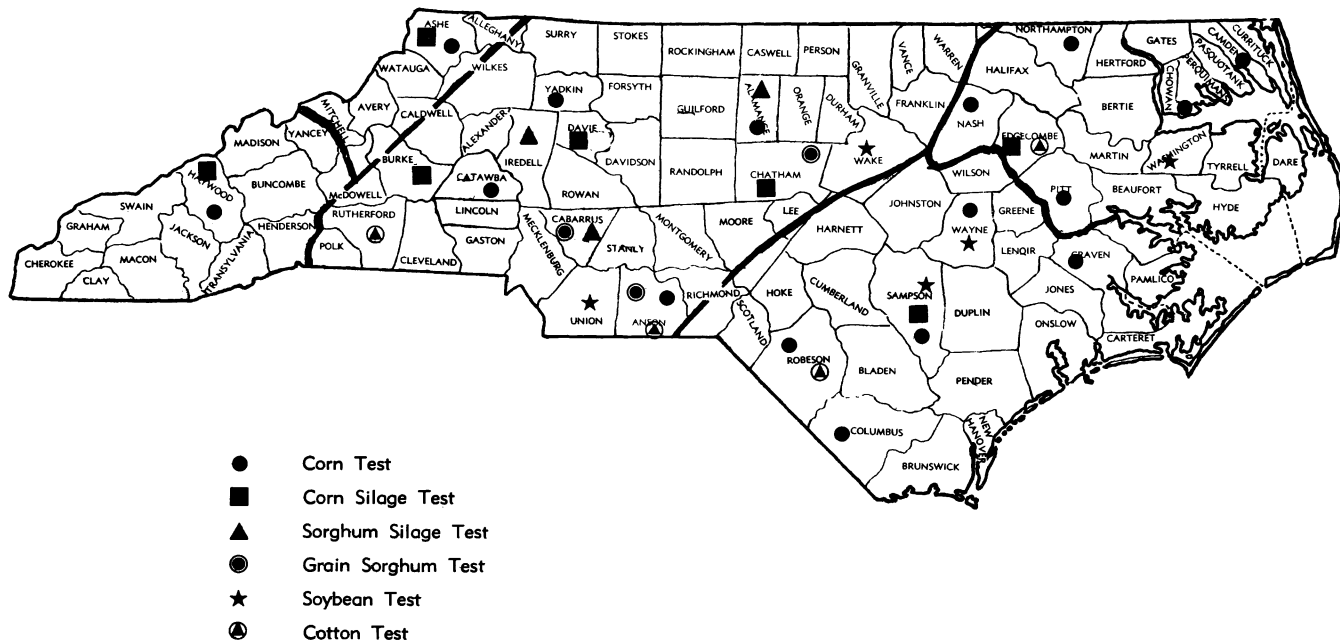 ASHE
ALLEGHANY
SURRY
STOKES
ROCKINGHAM
CASWELL
PERSON
GRANVILLE
VANCE
WARREN
NORTHAMPTON
GATES
CAMDEN
CURRITUCK
PASQUOTANK
PERQUIMANS
CHOWAN
HERTFORD
HALIFAX
WATAUGA
WILKES
YADKIN
FORSYTH
GUILFORD
ALAMANCE
ORANGE
DURHAM
FRANKLIN
NASH
EDGECOMBE
BERTIE
MARTIN
WASHINGTON
TYRRELL
DARE
MITCHELL
AVERY
CALDWELL
ALEXANDER
IREDELL
DAVIE
DAVIDSON
RANDOLPH
CHATHAM
WAKE
WILSON
PITT
BEAUFORT
HYDE
MADISON
YANCEY
BURKE
CATAWBA
ROWAN
HAYWOOD
BUNCOMBE
McDOWELL
RUTHERFORD
LINCOLN
GASTON
MECKLENBURG
CABARRUS
STANLY
MONTGOMERY
MOORE
LEE
HARNETT
JOHNSTON
WAYNE
GREENE
LENOIR
CRAVEN
PAMLICO
SWAIN
GRAHAM
JACKSON
HENDERSON
TRANSYLVANIA
POLK
CLEVELAND
CHEROKEE
MACON
CLAY
UNION
ANSON
RICHMOND
SCOTLAND
HOKE
CUMBERLAND
SAMPSON
DUPLIN
JONES
ONSLOW
CARTERET
ROBESON
BLADEN
PENDER
COLUMBUS
NEW
HANOVER
BRUNSWICK
Corn Test
Corn Silage Test
Sorghum Silage Test
Grain Sorghum Test
Soybean Test
Cotton Test